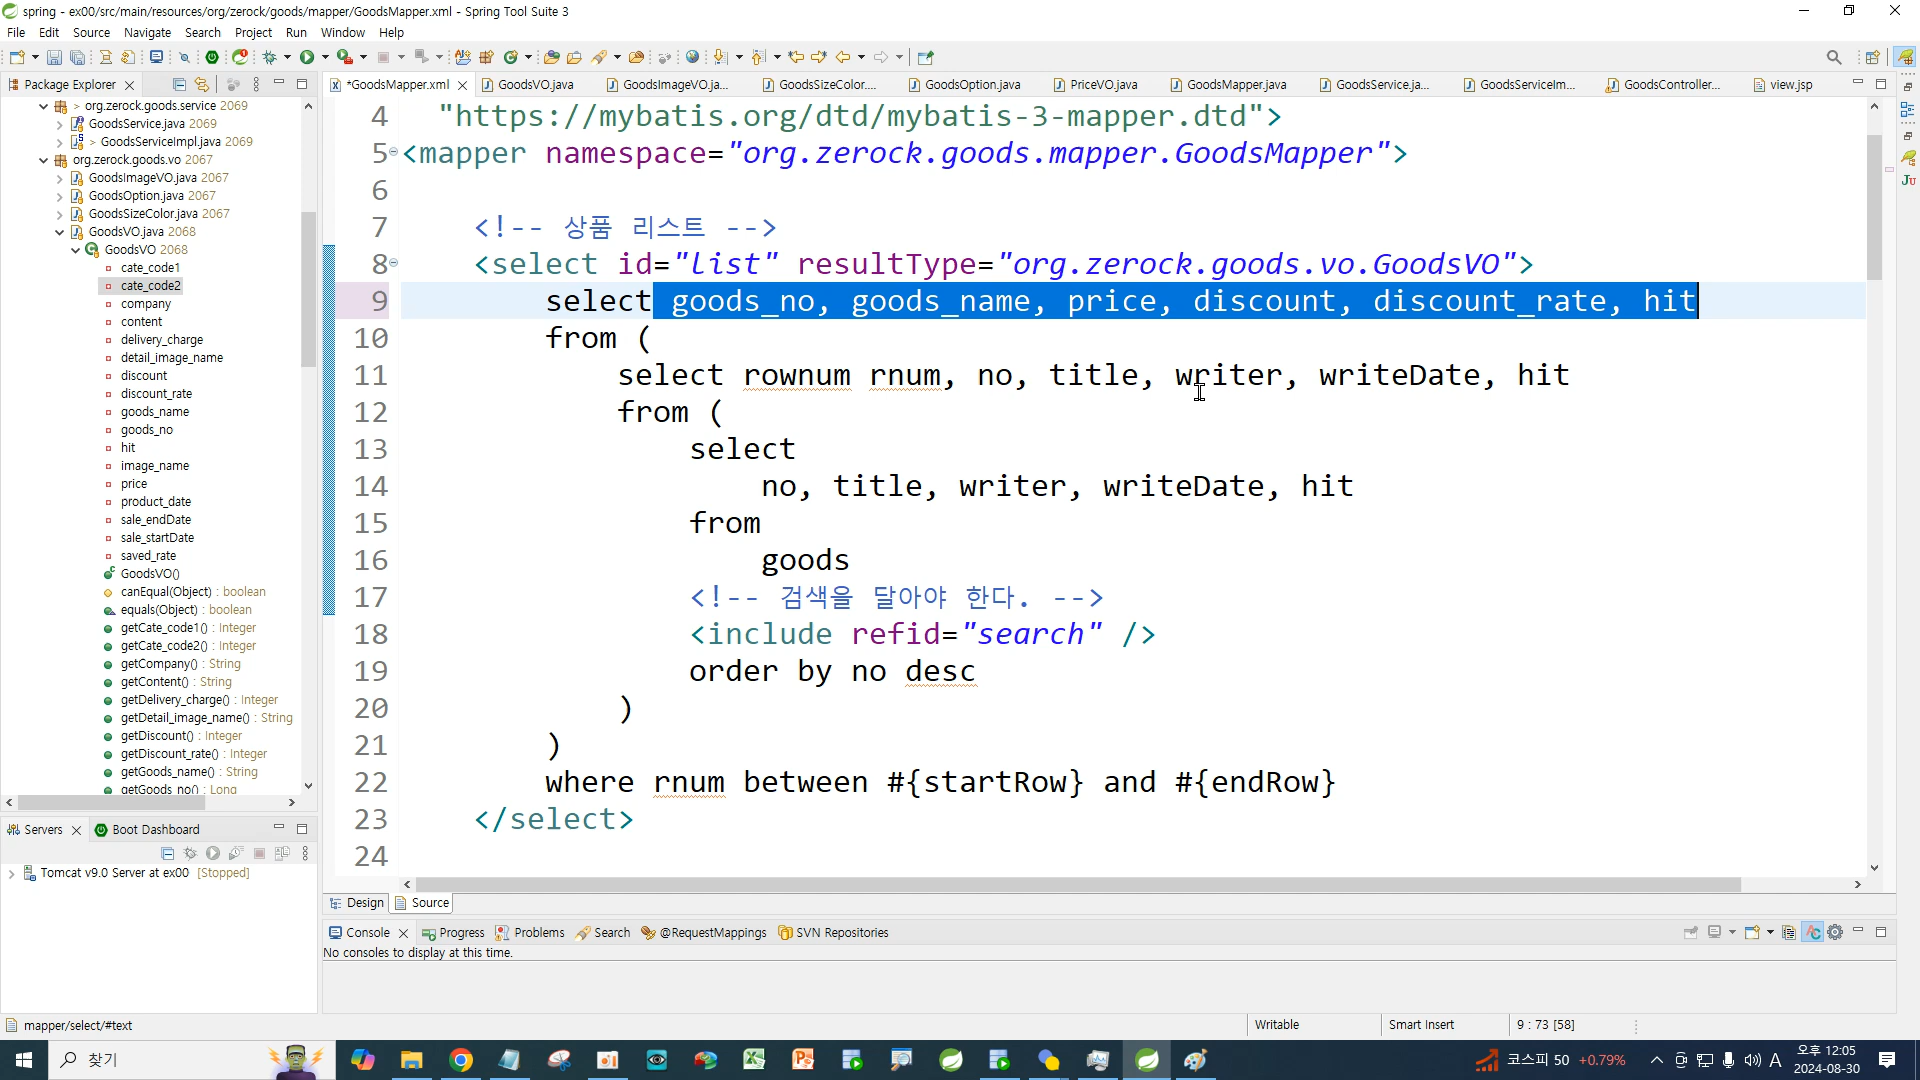 spring - ex00/src/main/resources/org/zerock/goods/mapper/GoodsMapper.xml - Spring Tool Suite 3
File Edit Source Navigate Search Project Run Window Help
Package Explorer
*GoodsMapper.xml GoodsVO.java GoodsImageVO.ja... GoodsSizeColor.... GoodsOption.java PriceVO.java GoodsMapper.java GoodsService.ja... GoodsServiceIm... GoodsController... view.jsp
> org.zerock.goods.service 2069
GoodsService.java 2069
> GoodsServiceImpl.java 2069
org.zerock.goods.vo 2067
GoodsImageVO.java 2067
GoodsOption.java 2067
GoodsSizeColor.java 2067
GoodsVO.java 2068
GoodsVO 2068
cate_code1
cate_code2
company
content
delivery_charge
detail_image_name
discount
discount_rate
goods_name
goods_no
hit
image_name
price
product_date
sale_endDate
sale_startDate
saved_rate
GoodsVO()
canEqual(Object) : boolean
equals(Object) : boolean
getCate_code1() : Integer
getCate_code2() : Integer
getCompany() : String
getContent() : String
getDelivery_charge() : Integer
getDetail_image_name() : String
getDiscount() : Integer
getDiscount_rate() : Integer
getGoods_name() : String
getGoods_no() : Long
4 "https://mybatis.org/dtd/mybatis-3-mapper.dtd">
5 <mapper namespace="org.zerock.goods.mapper.GoodsMapper">
6
7 <!-- 상품 리스트 -->
8 <select id="list" resultType="org.zerock.goods.vo.GoodsVO">
9 select goods_no, goods_name, price, discount, discount_rate, hit
10 from (
11 select rownum rnum, no, title, writer, writeDate, hit
12 from (
13 select
14 no, title, writer, writeDate, hit
15 from
16 goods
17 <!-- 검색을 달아야 한다. -->
18 <include refid="search" />
19 order by no desc
20 )
21 )
22 where rnum between #{startRow} and #{endRow}
23 </select>
24
Design Source
Servers Boot Dashboard
Tomcat v9.0 Server at ex00 [Stopped]
Console Progress Problems Search @RequestMappings SVN Repositories
No consoles to display at this time.
mapper/select/#text
Writable Smart Insert 9 : 73 [58]
찾기
코스피 50 +0.79%
A
오후 12:05
2024-08-30